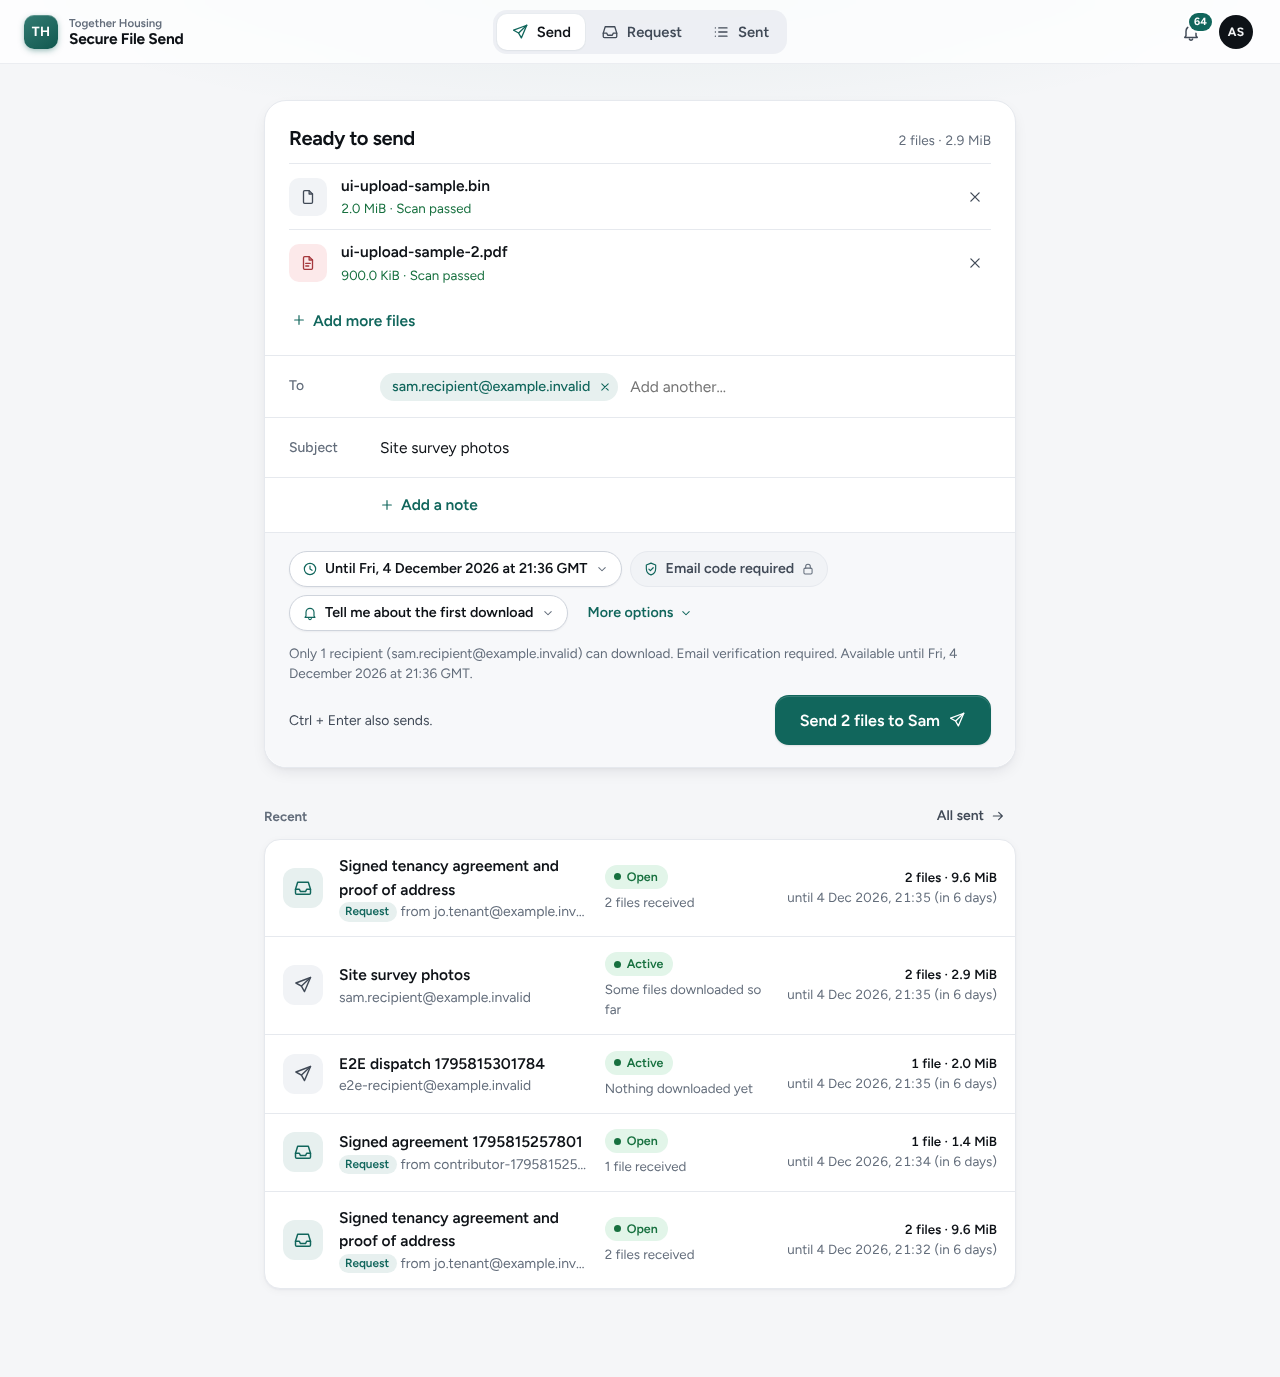 TH
Together Housing
Secure File Send
Send
Request
Sent
64
AS
Ready to send
2 files · 2.9 MiB
ui-upload-sample.bin
2.0 MiB · Scan passed
ui-upload-sample-2.pdf
900.0 KiB · Scan passed
Add more files
To
sam.recipient@example.invalid
Add another...
Subject
Site survey photos
Add a note
Until Fri, 4 December 2026 at 21:36 GMT
Email code required
Tell me about the first download
More options
Only 1 recipient (sam.recipient@example.invalid) can download. Email verification required. Available until Fri, 4
December 2026 at 21:36 GMT.
Ctrl + Enter also sends.
Send 2 files to Sam
Recent
All sent
Signed tenancy agreement and
proof of address
Request from jo.tenant@example.inv...
Open
2 files received
2 files · 9.6 MiB
until 4 Dec 2026, 21:35 (in 6 days)
Site survey photos
sam.recipient@example.invalid
Active
Some files downloaded so
far
2 files · 2.9 MiB
until 4 Dec 2026, 21:35 (in 6 days)
E2E dispatch 1795815301784
e2e-recipient@example.invalid
Active
Nothing downloaded yet
1 file · 2.0 MiB
until 4 Dec 2026, 21:35 (in 6 days)
Signed agreement 1795815257801
Request from contributor-179581525...
Open
1 file received
1 file · 1.4 MiB
until 4 Dec 2026, 21:34 (in 6 days)
Signed tenancy agreement and
proof of address
Request from jo.tenant@example.inv...
Open
2 files received
2 files · 9.6 MiB
until 4 Dec 2026, 21:32 (in 6 days)